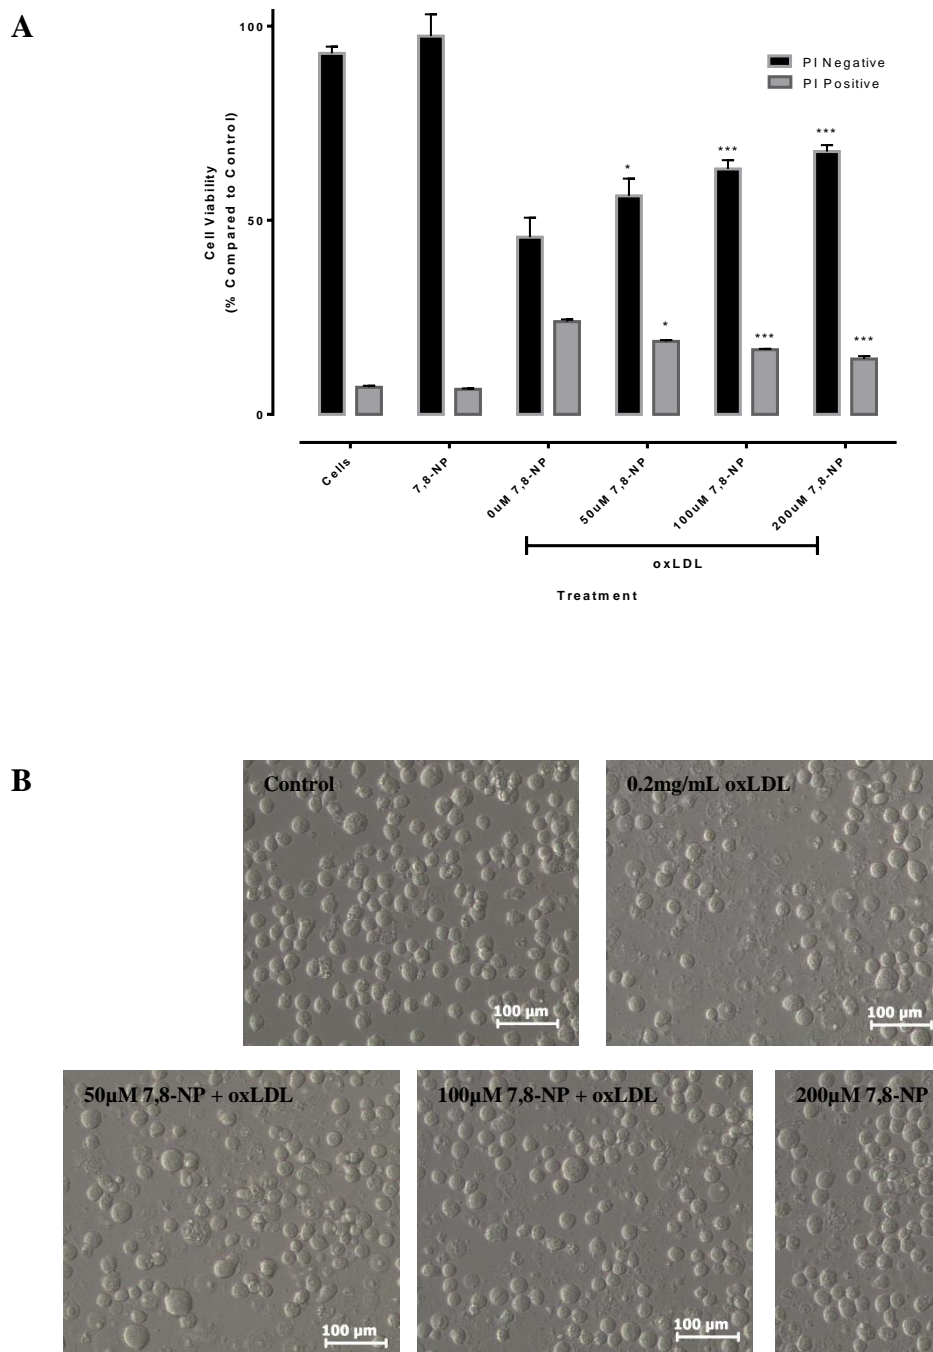 A
100
50
0
Cell Viability
(% Compared to Control)
PI Negative
PI Positive
*
***
***
*
***
***
Cells
7,8-NP
0uM 7,8-NP
50uM 7,8-NP
100uM 7,8-NP
200uM 7,8-NP
oxLDL
Treatment
B
Control
100 µm
0.2mg/mL oxLDL
100 µm
50µM 7,8-NP + oxLDL
100 µm
100µM 7,8-NP + oxLDL
100 µm
200µM 7,8-NP